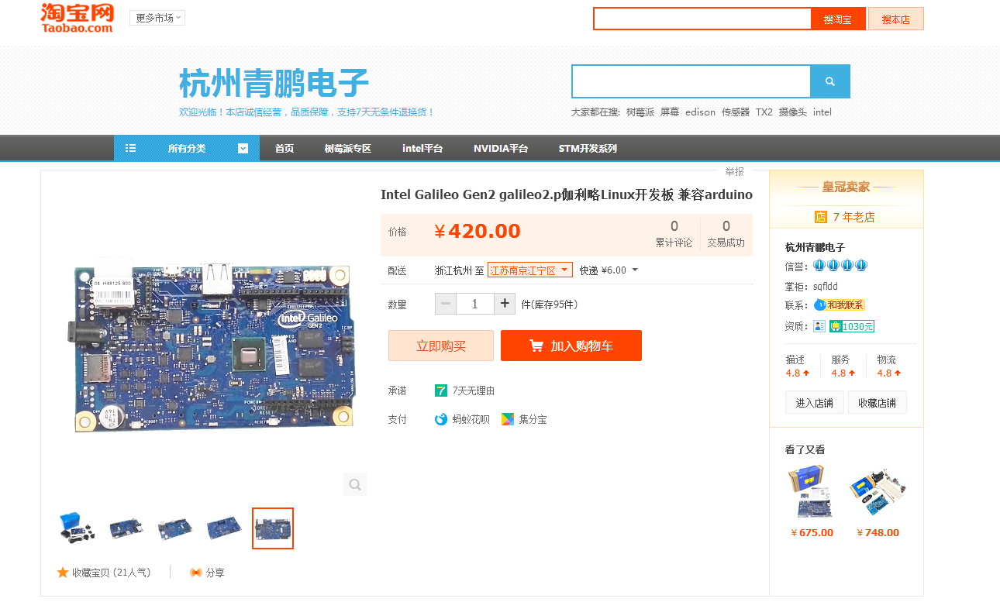 淘宝网
Taobao.com
更多市场
搜淘宝
搜本店
杭州青鹏电子
欢迎光临！本店诚信经营，品质保障，支持7天无条件退换货！
大家都在搜: 树莓派 屏幕 edison 传感器 TX2 摄像头 intel
所有分类 首页 树莓派专区 intel平台 NVIDIA平台 STM开发系列
举报
Intel Galileo Gen2 galileo2.p伽利略Linux开发板 兼容arduino
价格 ¥420.00
0 累计评论
0 交易成功
配送 浙江杭州 至 江苏南京江宁区 快递 ¥6.00
数量 1 件(库存95件)
立即购买 加入购物车
承诺 7天无理由
支付 蚂蚁花呗 集分宝
intel Galileo
GEN 2
收藏宝贝 (21人气)
分享
皇冠卖家
店 7 年老店
杭州青鹏电子
信誉：
掌柜：sqfldd
联系：和我联系
资质：1030元
描述 服务 物流
4.8 4.8 4.8
进入店铺 收藏店铺
看了又看
¥ 675.00 ¥ 748.00